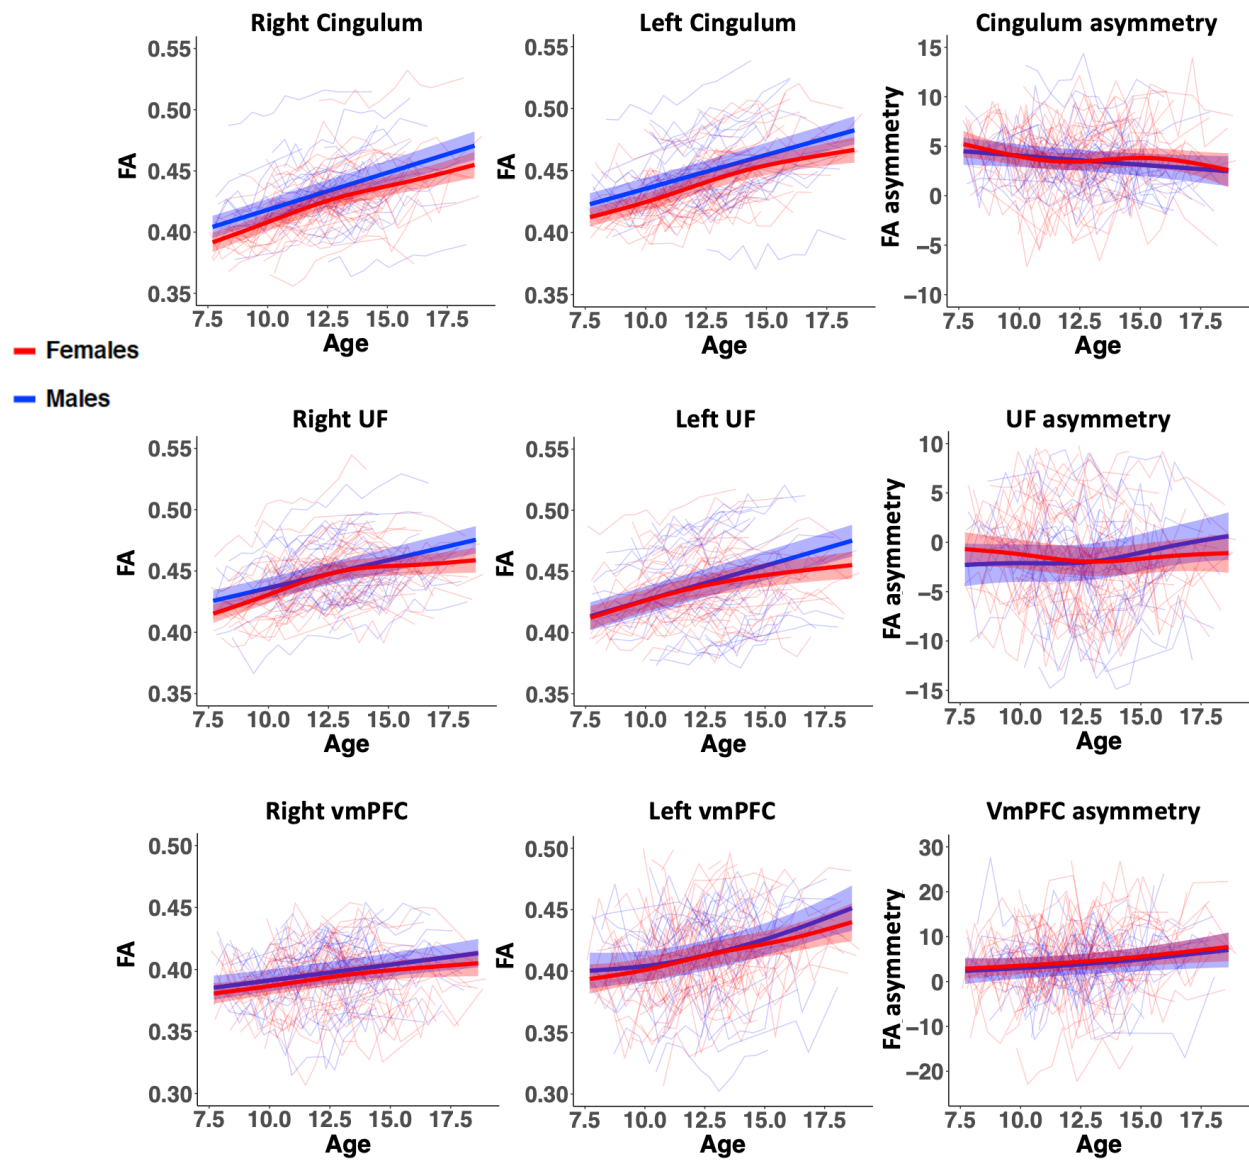 Right Cingulum
Left Cingulum
Cingulum asymmetry
0.55
0.50
0.45
0.40
0.35
FA
7.5 10.0 12.5 15.0 17.5
Age
0.55
0.50
0.45
0.40
0.35
FA
7.5 10.0 12.5 15.0 17.5
Age
15
10
5
0
−5
−10
FA asymmetry
7.5 10.0 12.5 15.0 17.5
Age
Females
Males
Right UF
Left UF
UF asymmetry
0.55
0.50
0.45
0.40
0.35
FA
7.5 10.0 12.5 15.0 17.5
Age
0.55
0.50
0.45
0.40
0.35
FA
7.5 10.0 12.5 15.0 17.5
Age
10
5
0
−5
−10
−15
FA asymmetry
7.5 10.0 12.5 15.0 17.5
Age
Right vmPFC
Left vmPFC
VmPFC asymmetry
0.50
0.45
0.40
0.35
0.30
FA
7.5 10.0 12.5 15.0 17.5
Age
0.50
0.45
0.40
0.35
0.30
FA
7.5 10.0 12.5 15.0 17.5
Age
30
20
10
0
−10
−20
FA asymmetry
7.5 10.0 12.5 15.0 17.5
Age